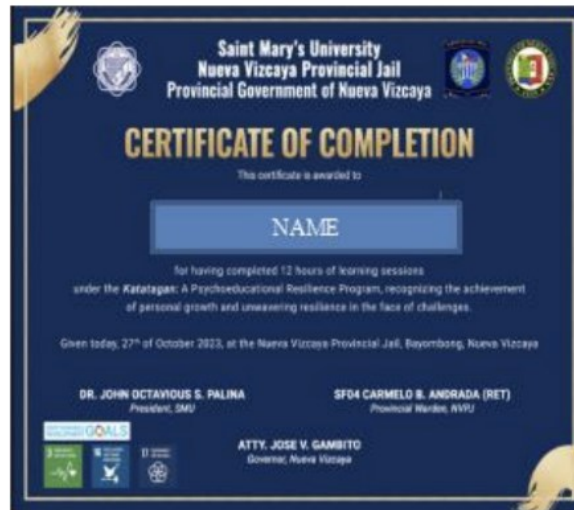 Saint Mary's University
Nueva Vizcaya Provincial Jail
Provincial Government of Nueva Vizcaya
CERTIFICATE OF COMPLETION
This certificate is awarded to
NAME
for having completed 12 hours of learning sessions
under the Katatagan: A Psychoeducational Resilience Program, recognizing the achievement
of personal growth and unwavering resilience in the face of challenges.
Given today, 27th of October 2023, at the Nueva Vizcaya Provincial Jail, Bayombong, Nueva Vizcaya
DR. JOHN OCTAVIOUS S. PALINA
President, SMU
SFO4 CARMELO B. ANDRADA (RET)
Provincial Warden, NVPJ
ATTY. JOSE V. GAMBITO
Governor, Nueva Vizcaya
GOALS
3
16
17